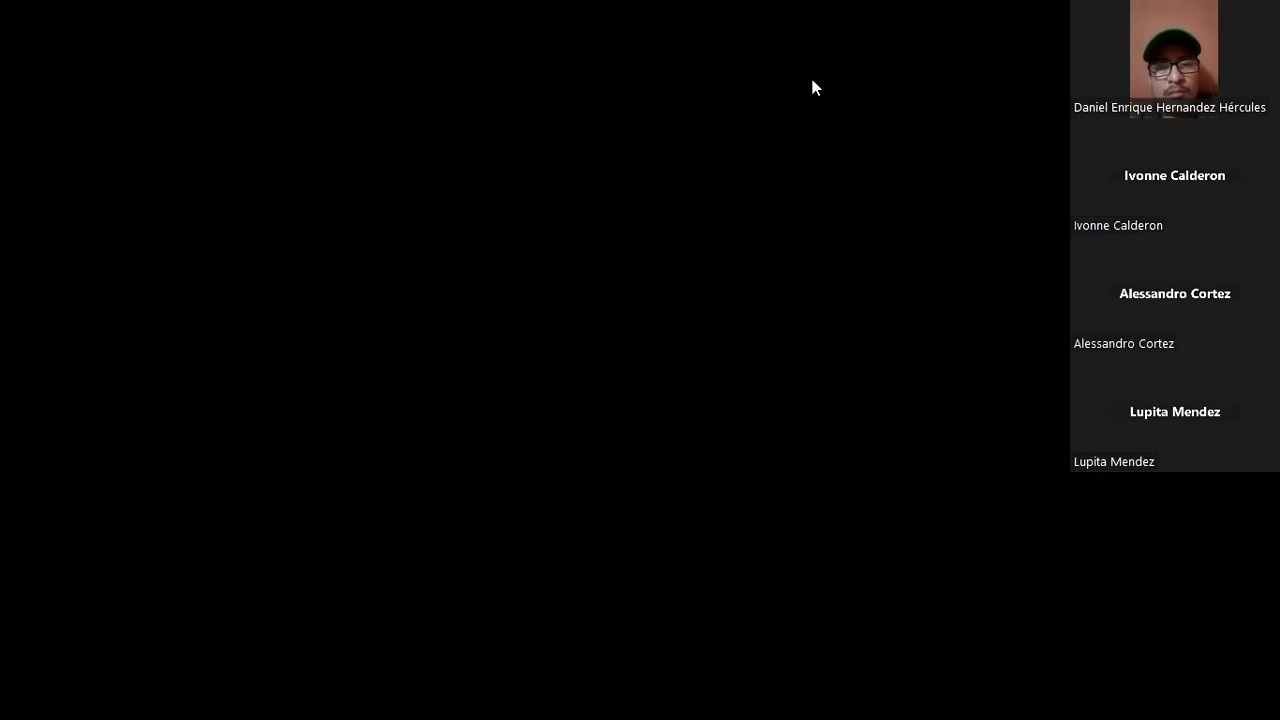 Daniel Enrique Hernandez Hércules
Ivonne Calderon
Ivonne Calderon
Alessandro Cortez
Alessandro Cortez
Lupita Mendez
Lupita Mendez